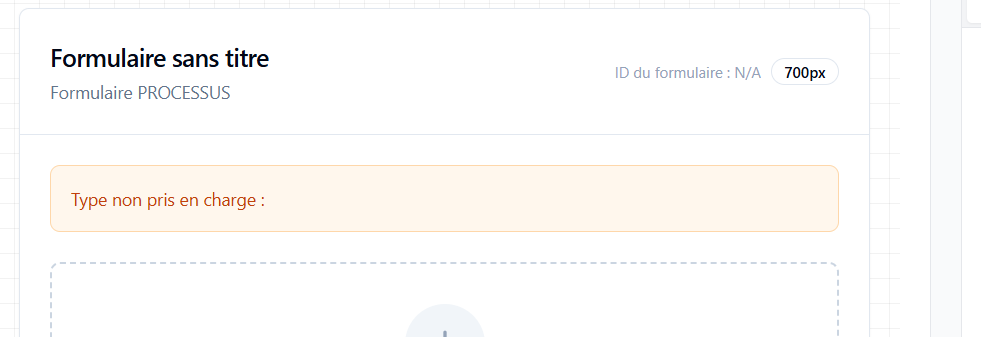 Formulaire sans titre
ID du formulaire : N/A 700px
Formulaire PROCESSUS
Type non pris en charge :